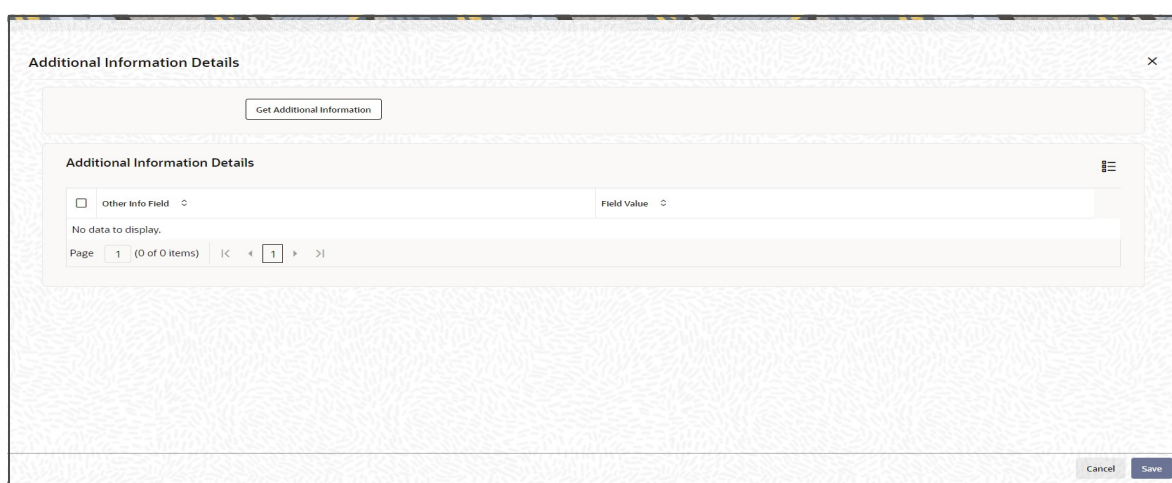 Additional Information Details
Get Additional Information
Additional Information Details
Other Info Field Field Value
No data to display.
Page 1 (0 of 0 items) 1
Cancel Save